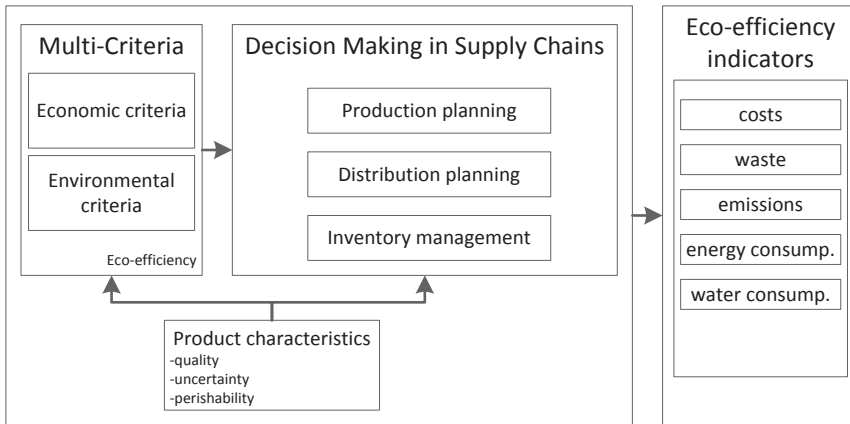 Multi-Criteria
Economic criteria
Environmental
criteria
Eco-efficiency
Decision Making in Supply Chains
Production planning
Distribution planning
Inventory management
Product characteristics
-quality
-uncertainty
-perishability
Eco-efficiency
indicators
costs
waste
emissions
energy consump.
water consump.